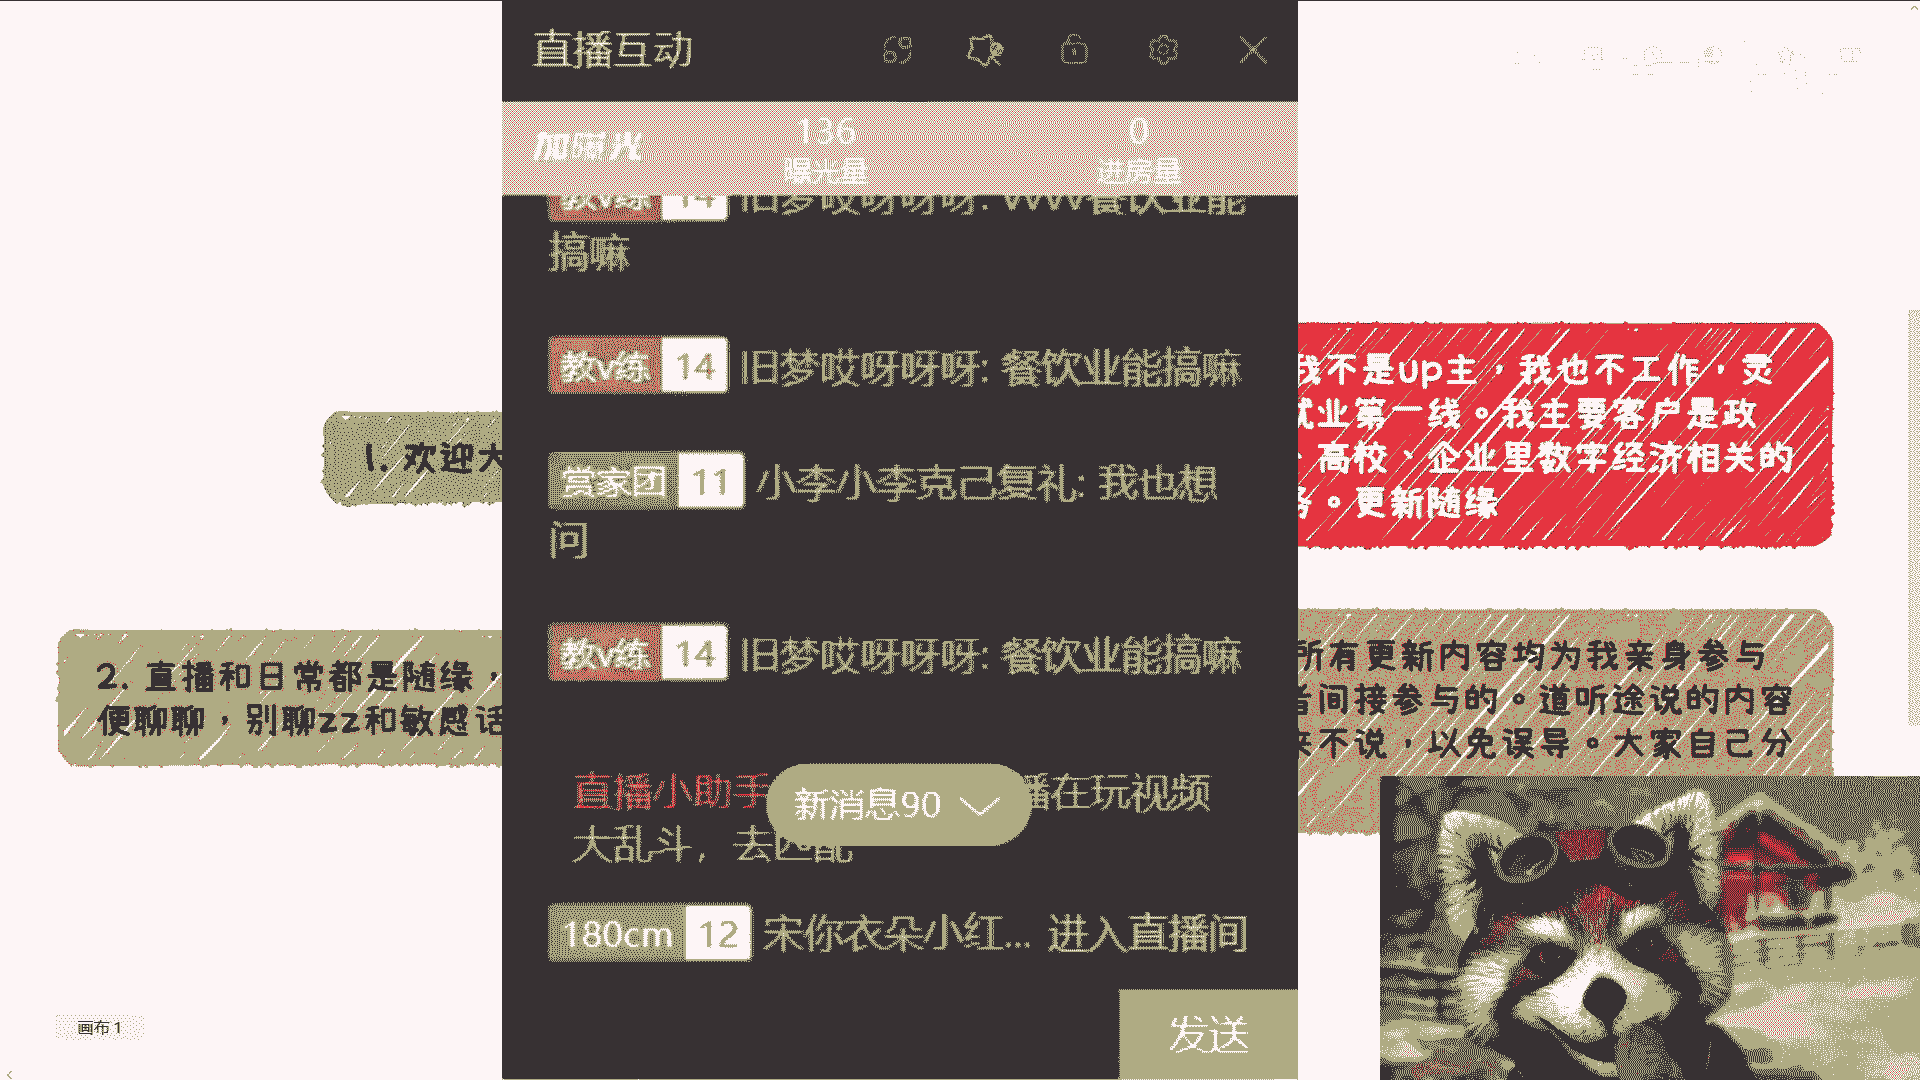 直播互动
加曝光
136
曝光量
0
进房量
教v练 14 旧梦哎呀呀呀: vvvv餐饮业能
搞嘛
教v练 14 旧梦哎呀呀呀: 餐饮业能搞嘛
赏家团 11 小李小李克己复礼: 我也想
问
教v练 14 旧梦哎呀呀呀: 餐饮业能搞嘛
直播小助手
播在玩视频
大乱斗，去匹配
新消息90
180cm 12 宋你衣朵小红... 进入直播间
发送
1. 欢迎大
2. 直播和日常都是随缘，
便聊聊，别聊zz和敏感话
我不是up主，我也不工作，灵
就业第一线。我主要客户是政
、高校、企业里数字经济相关的
务。更新随缘
所有更新内容均为我亲身参与
者间接参与的。道听途说的内容
来不说，以免误导。大家自己分
画布 1